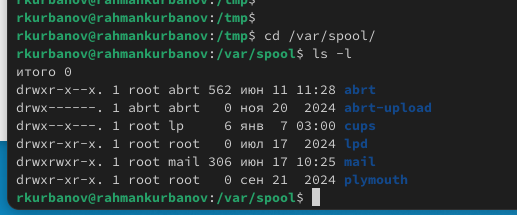 rkurbanov@rahmankurbanov:/tmp$
rkurbanov@rahmankurbanov:/tmp$
rkurbanov@rahmankurbanov:/tmp$ cd /var/spool/
rkurbanov@rahmankurbanov:/var/spool$ ls -l
итого 0
drwxr-x--x. 1 root abrt 562 июн 11 11:28 abrt
drwx------. 1 abrt abrt   0 ноя 20  2024 abrt-upload
drwx--x---. 1 root lp     6 янв  7 03:00 cups
drwxr-xr-x. 1 root root   0 июл 17  2024 lpd
drwxrwxr-x. 1 root mail 306 июн 17 10:25 mail
drwxr-xr-x. 1 root root   0 сен 21  2024 plymouth
rkurbanov@rahmankurbanov:/var/spool$